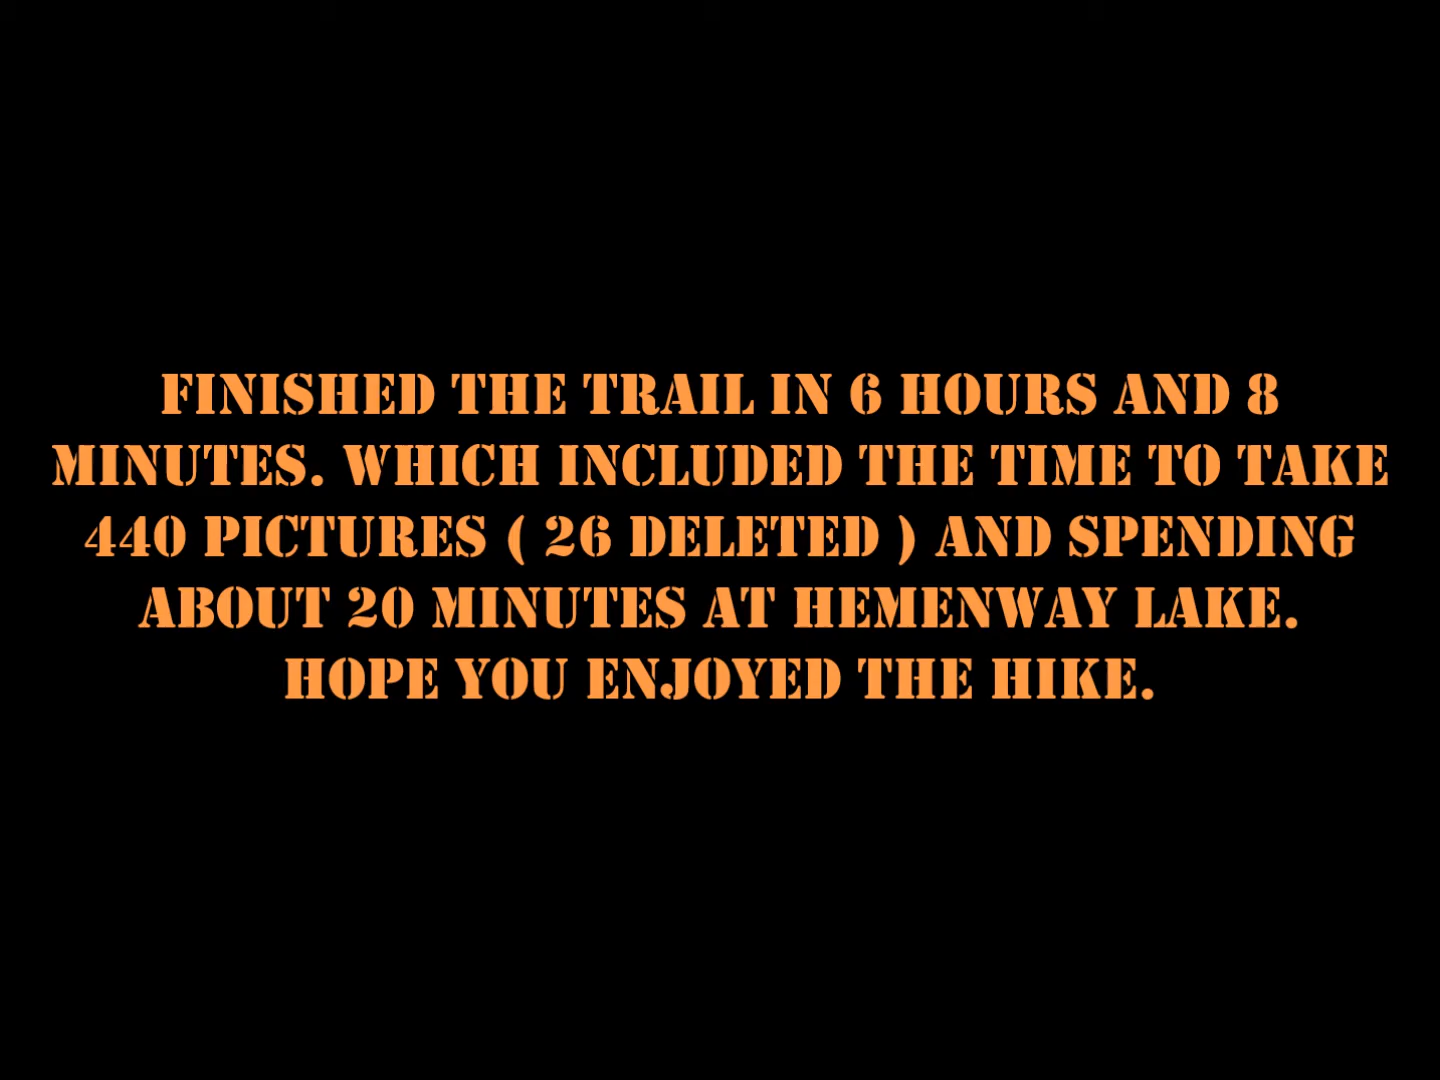 FINISHED THE TRAIL IN 6 HOURS AND 8
MINUTES. WHICH INCLUDED THE TIME TO TAKE
440 PICTURES ( 26 DELETED ) AND SPENDING
ABOUT 20 MINUTES AT HEMENWAY LAKE.
HOPE YOU ENJOYED THE HIKE.